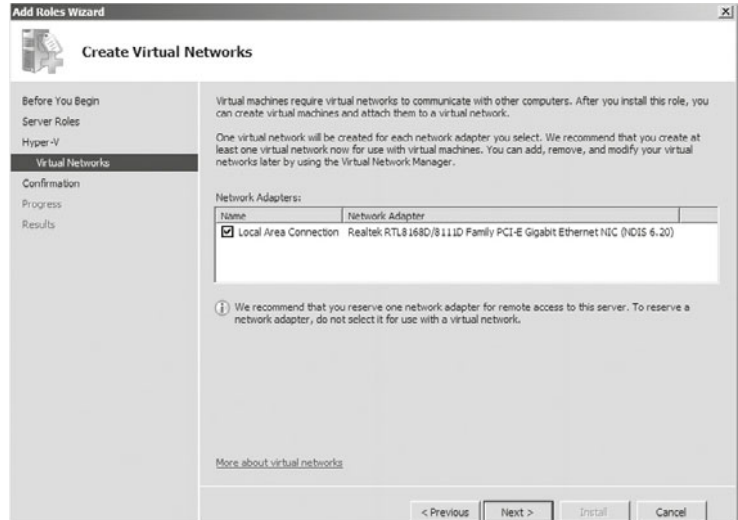 Add Roles Wizard
Create Virtual Networks
Before You Begin
Server Roles
Hyper-V
Virtual Networks
Confirmation
Progress
Results
Virtual machines require virtual networks to communicate with other computers. After you install this role, you
can create virtual machines and attach them to a virtual network.
One virtual network will be created for each network adapter you select. We recommend that you create at
least one virtual network now for use with virtual machines. You can add, remove, and modify your virtual
networks later by using the Virtual Network Manager.
Network Adapters:
Name Network Adapter
Local Area Connection Realtek RTL8168D/8111D Family PCI-E Gigabit Ethernet NIC (NDIS 6.20)
We recommend that you reserve one network adapter for remote access to this server. To reserve a
network adapter, do not select it for use with a virtual network.
More about virtual networks
< Previous Next > Install Cancel